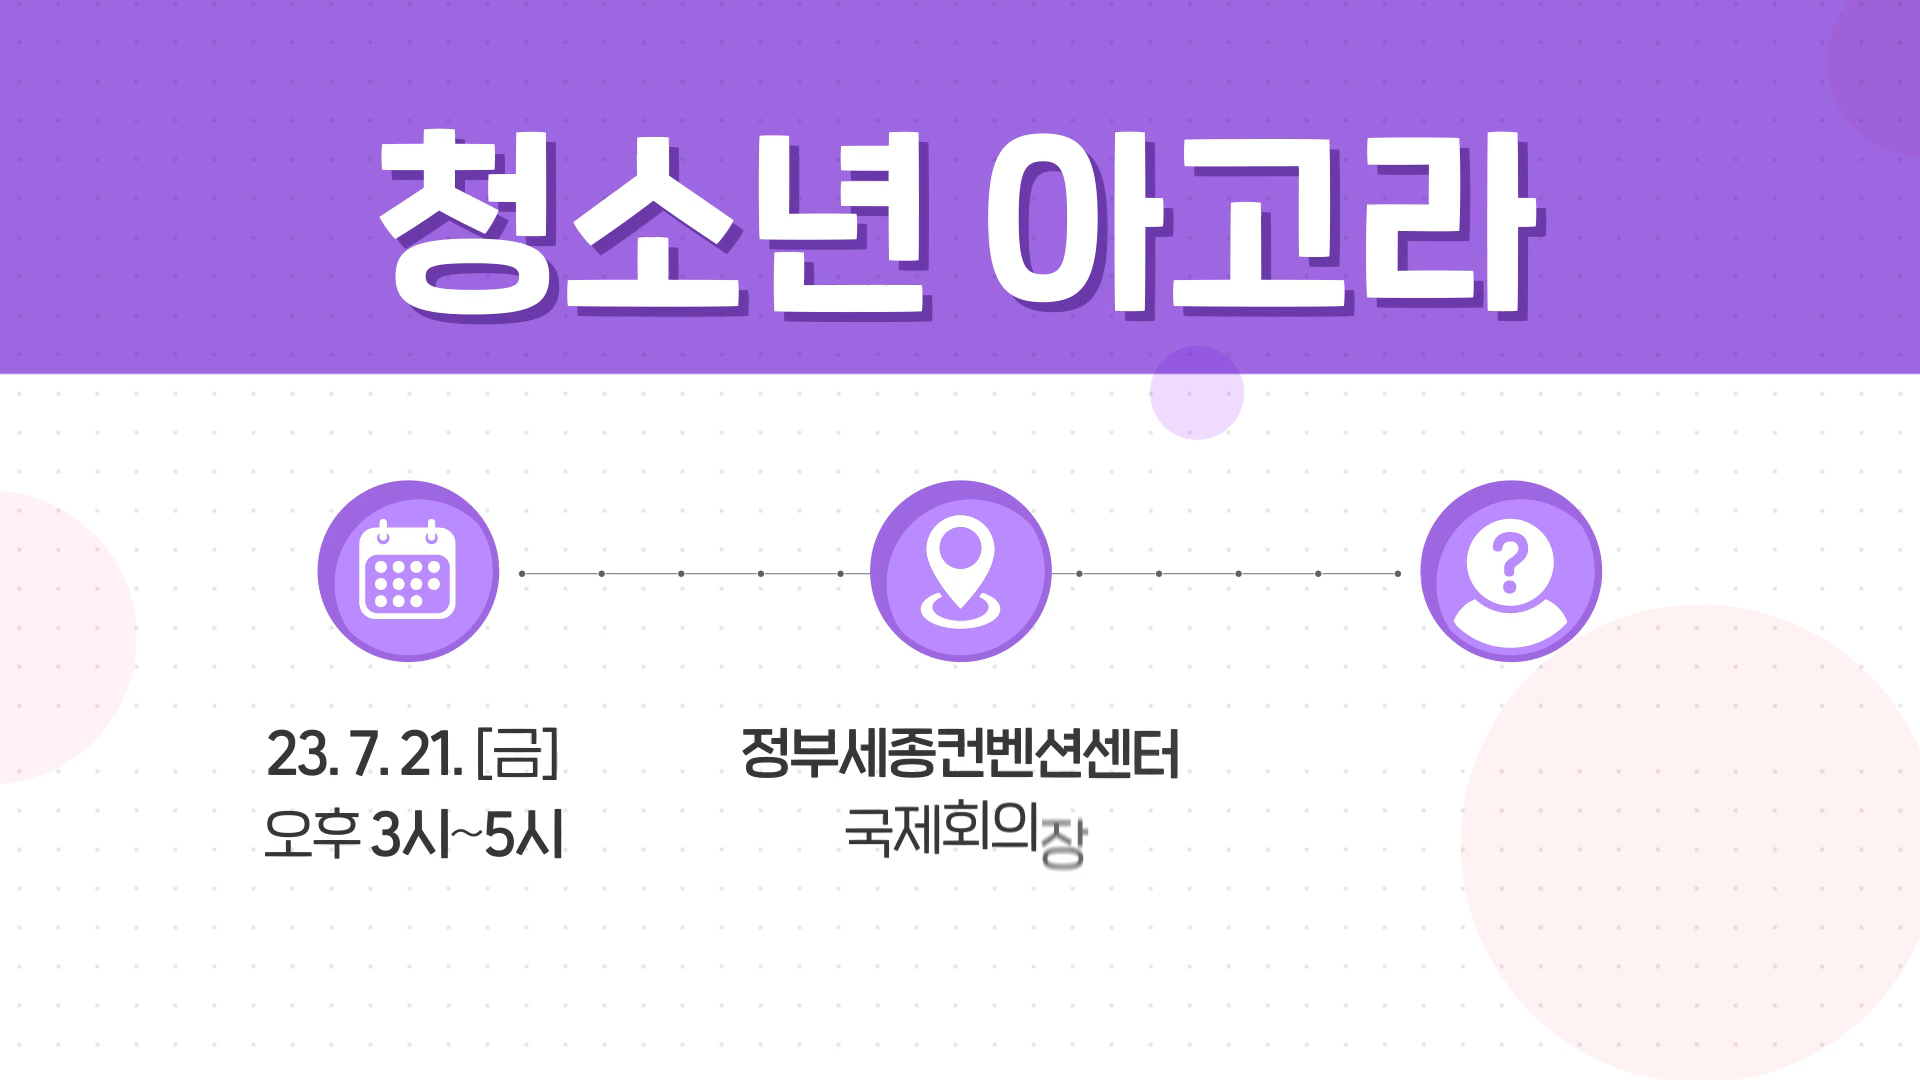 청소년 아고라
23. 7. 21. [금]
오후 3시~5시
정부세종컨벤션센터
국제회의장
?